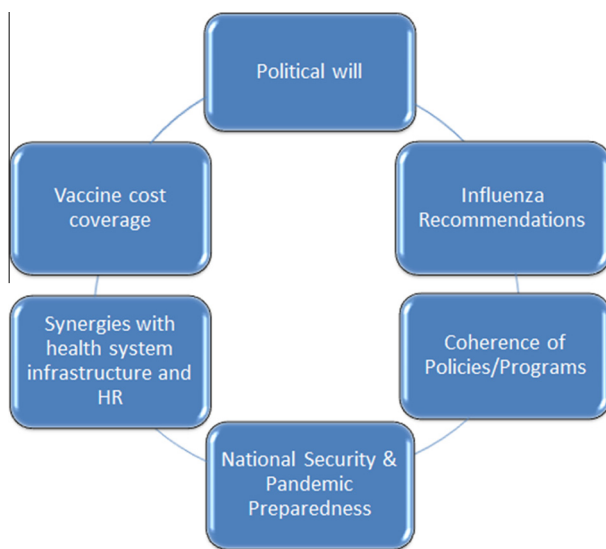 Political will
Influenza
Recommendations
Coherence of
Policies/Programs
National Security &
Pandemic
Preparedness
Synergies with
health system
infrastructure and
HR
Vaccine cost
coverage